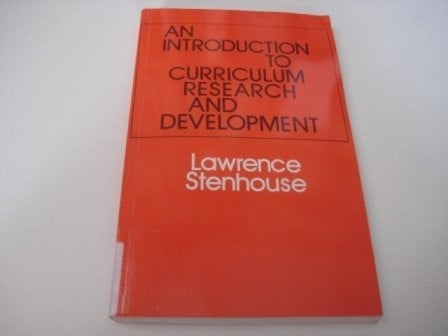 AN
INTRODUCTION
TO
CURRICULUM
RESEARCH
AND
DEVELOPMENT
Lawrence
Stenhouse